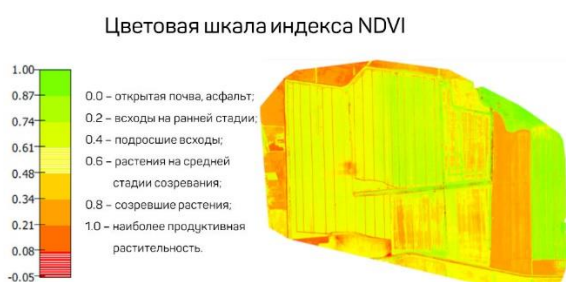 Цветовая шкала индекса NDVI
1.00
0.87
0.74
0.61
0.48
0.34
0.21
0.08
-0.05
0.0 – открытая почва, асфальт;
0.2 – всходы на ранней стадии;
0.4 – подросшие всходы;
0.6 – растения на средней
стадии созревания;
0.8 – созревшие растения;
1.0 – наиболее продуктивная
растительность.